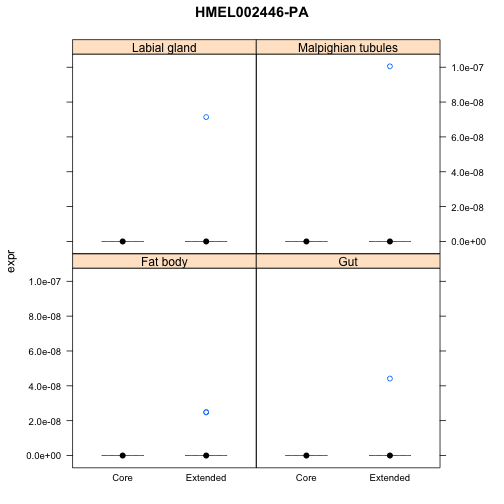 HMEL002446-PA
Labial gland
Malpighian tubules
1.0e-07
8.0e-08
6.0e-08
4.0e-08
2.0e-08
0.0e+00
expr
Fat body
Gut
1.0e-07
8.0e-08
6.0e-08
4.0e-08
2.0e-08
0.0e+00
Core
Extended
Core
Extended